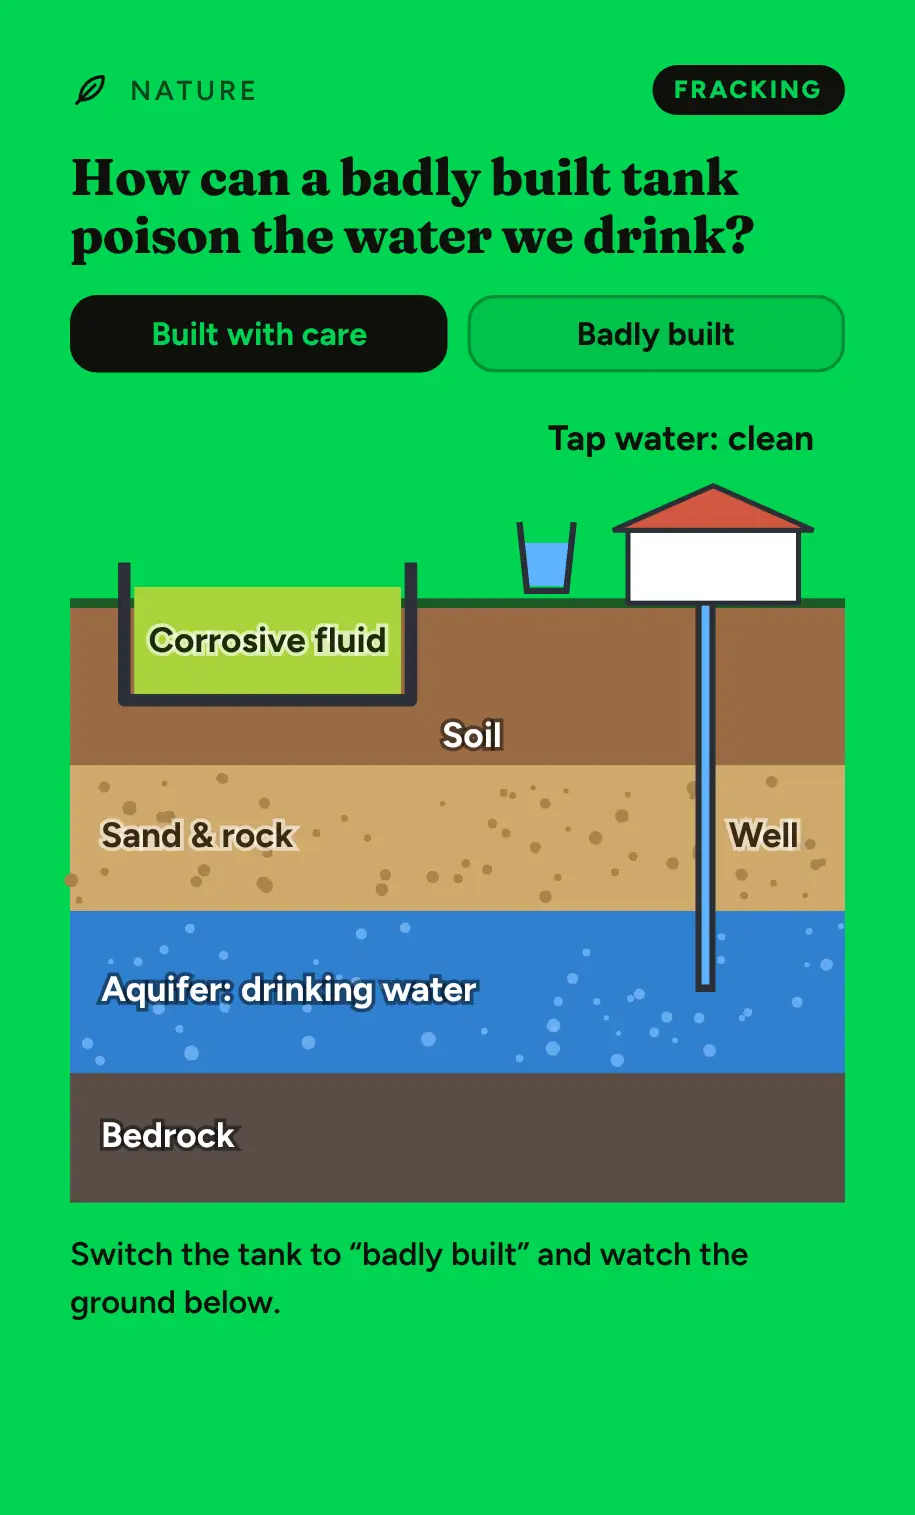 NATURE
FRACKING
How can a badly built tank
poison the water we drink?
Built with care
Badly built
Tap water: clean
Corrosive fluid
Soil
Sand & rock
Well
Aquifer: drinking water
Bedrock
Switch the tank to “badly built” and watch the
ground below.